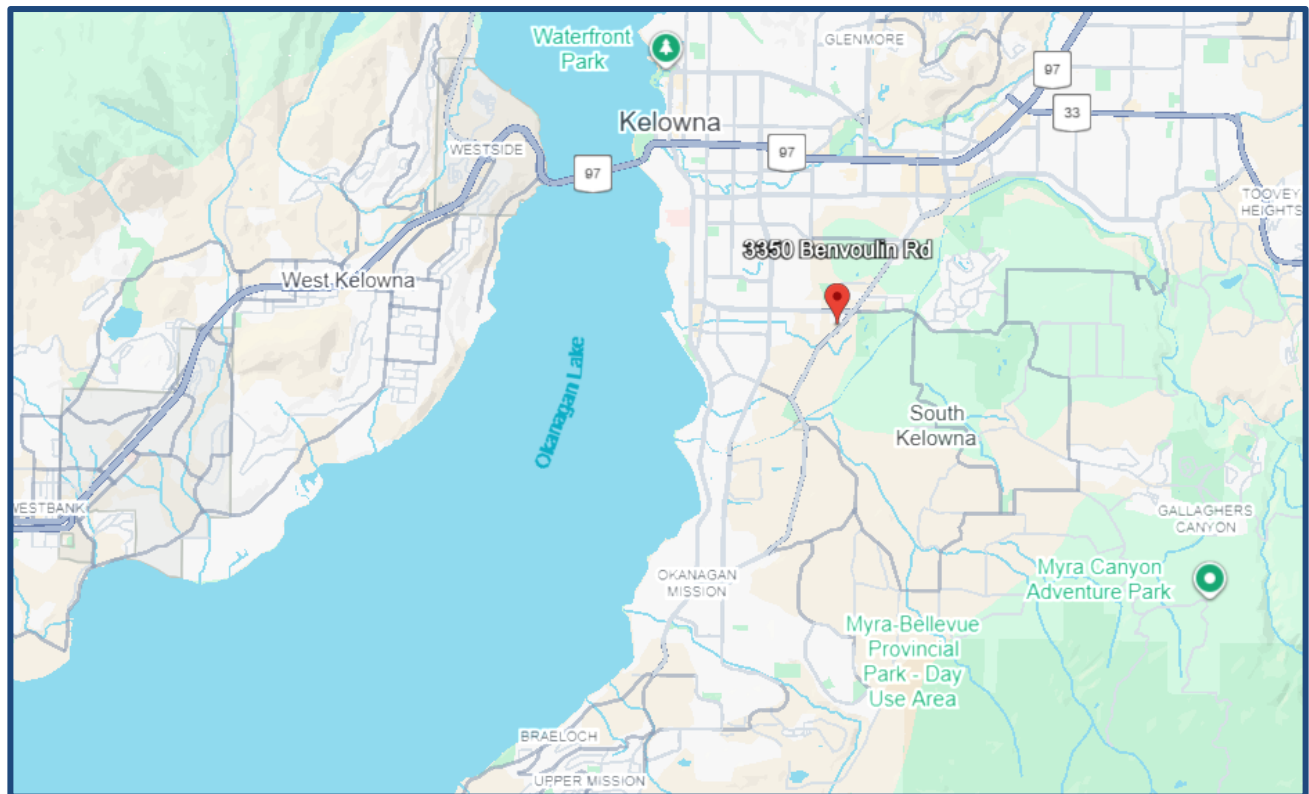 Waterfront
Park
GLENMORE
97
33
Kelowna
97
WESTSIDE
97
TOOVEY
HEIGHTS
3350 Benvoulin Rd
West Kelowna
Okanagan Lake
South
Kelowna
WESTBANK
GALLAGHERS
CANYON
OKANAGAN
MISSION
Myra Canyon
Adventure Park
Myra-Bellevue
Provincial
Park - Day
Use Area
BRAELOCH
UPPER MISSION